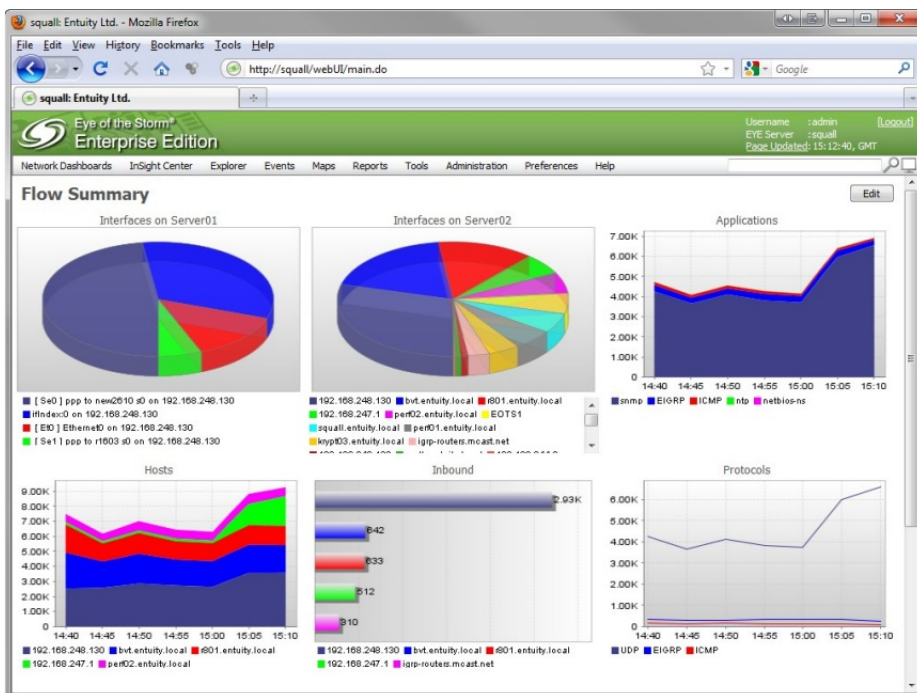 squall: Entuity Ltd. - Mozilla Firefox
File Edit View History Bookmarks Tools Help
http://squall/webUI/main.do
Google
squall: Entuity Ltd.
Eye of the Storm®
Enterprise Edition
Username :admin [Logout]
EYE Server :squall
Page Updated: 15:12:40, GMT
Network Dashboards InSight Center Explorer Events Maps Reports Tools Administration Preferences Help
Flow Summary
Edit
Interfaces on Server01
[ Se0 ] ppp to new2610 s0 on 192.168.248.130
ifIndex:0 on 192.168.248.130
[ Et0 ] Ethernet0 on 192.168.248.130
[ Se1 ] ppp to r1603 s0 on 192.168.248.130
Interfaces on Server02
192.168.248.130 bvt.entuity.local r801.entuity.local
192.168.247.1 perf02.entuity.local EOTS1
squall.entuity.local perf01.entuity.local
krypt03.entuity.local igrp-routers.mcast.net
Applications
7.00K
6.00K
5.00K
4.00K
3.00K
2.00K
1.00K
0
14:40 14:45 14:50 14:55 15:00 15:05 15:10
snmp EIGRP ICMP ntp netbios-ns
Hosts
9.00K
8.00K
7.00K
6.00K
5.00K
4.00K
3.00K
2.00K
1.00K
0
14:40 14:45 14:50 14:55 15:00 15:05 15:10
192.168.248.130 bvt.entuity.local r801.entuity.local
192.168.247.1 perf02.entuity.local
Inbound
2.93K
642
633
512
310
192.168.248.130 bvt.entuity.local r801.entuity.local
192.168.247.1 igrp-routers.mcast.net
Protocols
6.00K
5.00K
4.00K
3.00K
2.00K
1.00K
0
14:40 14:45 14:50 14:55 15:00 15:05 15:10
UDP EIGRP ICMP